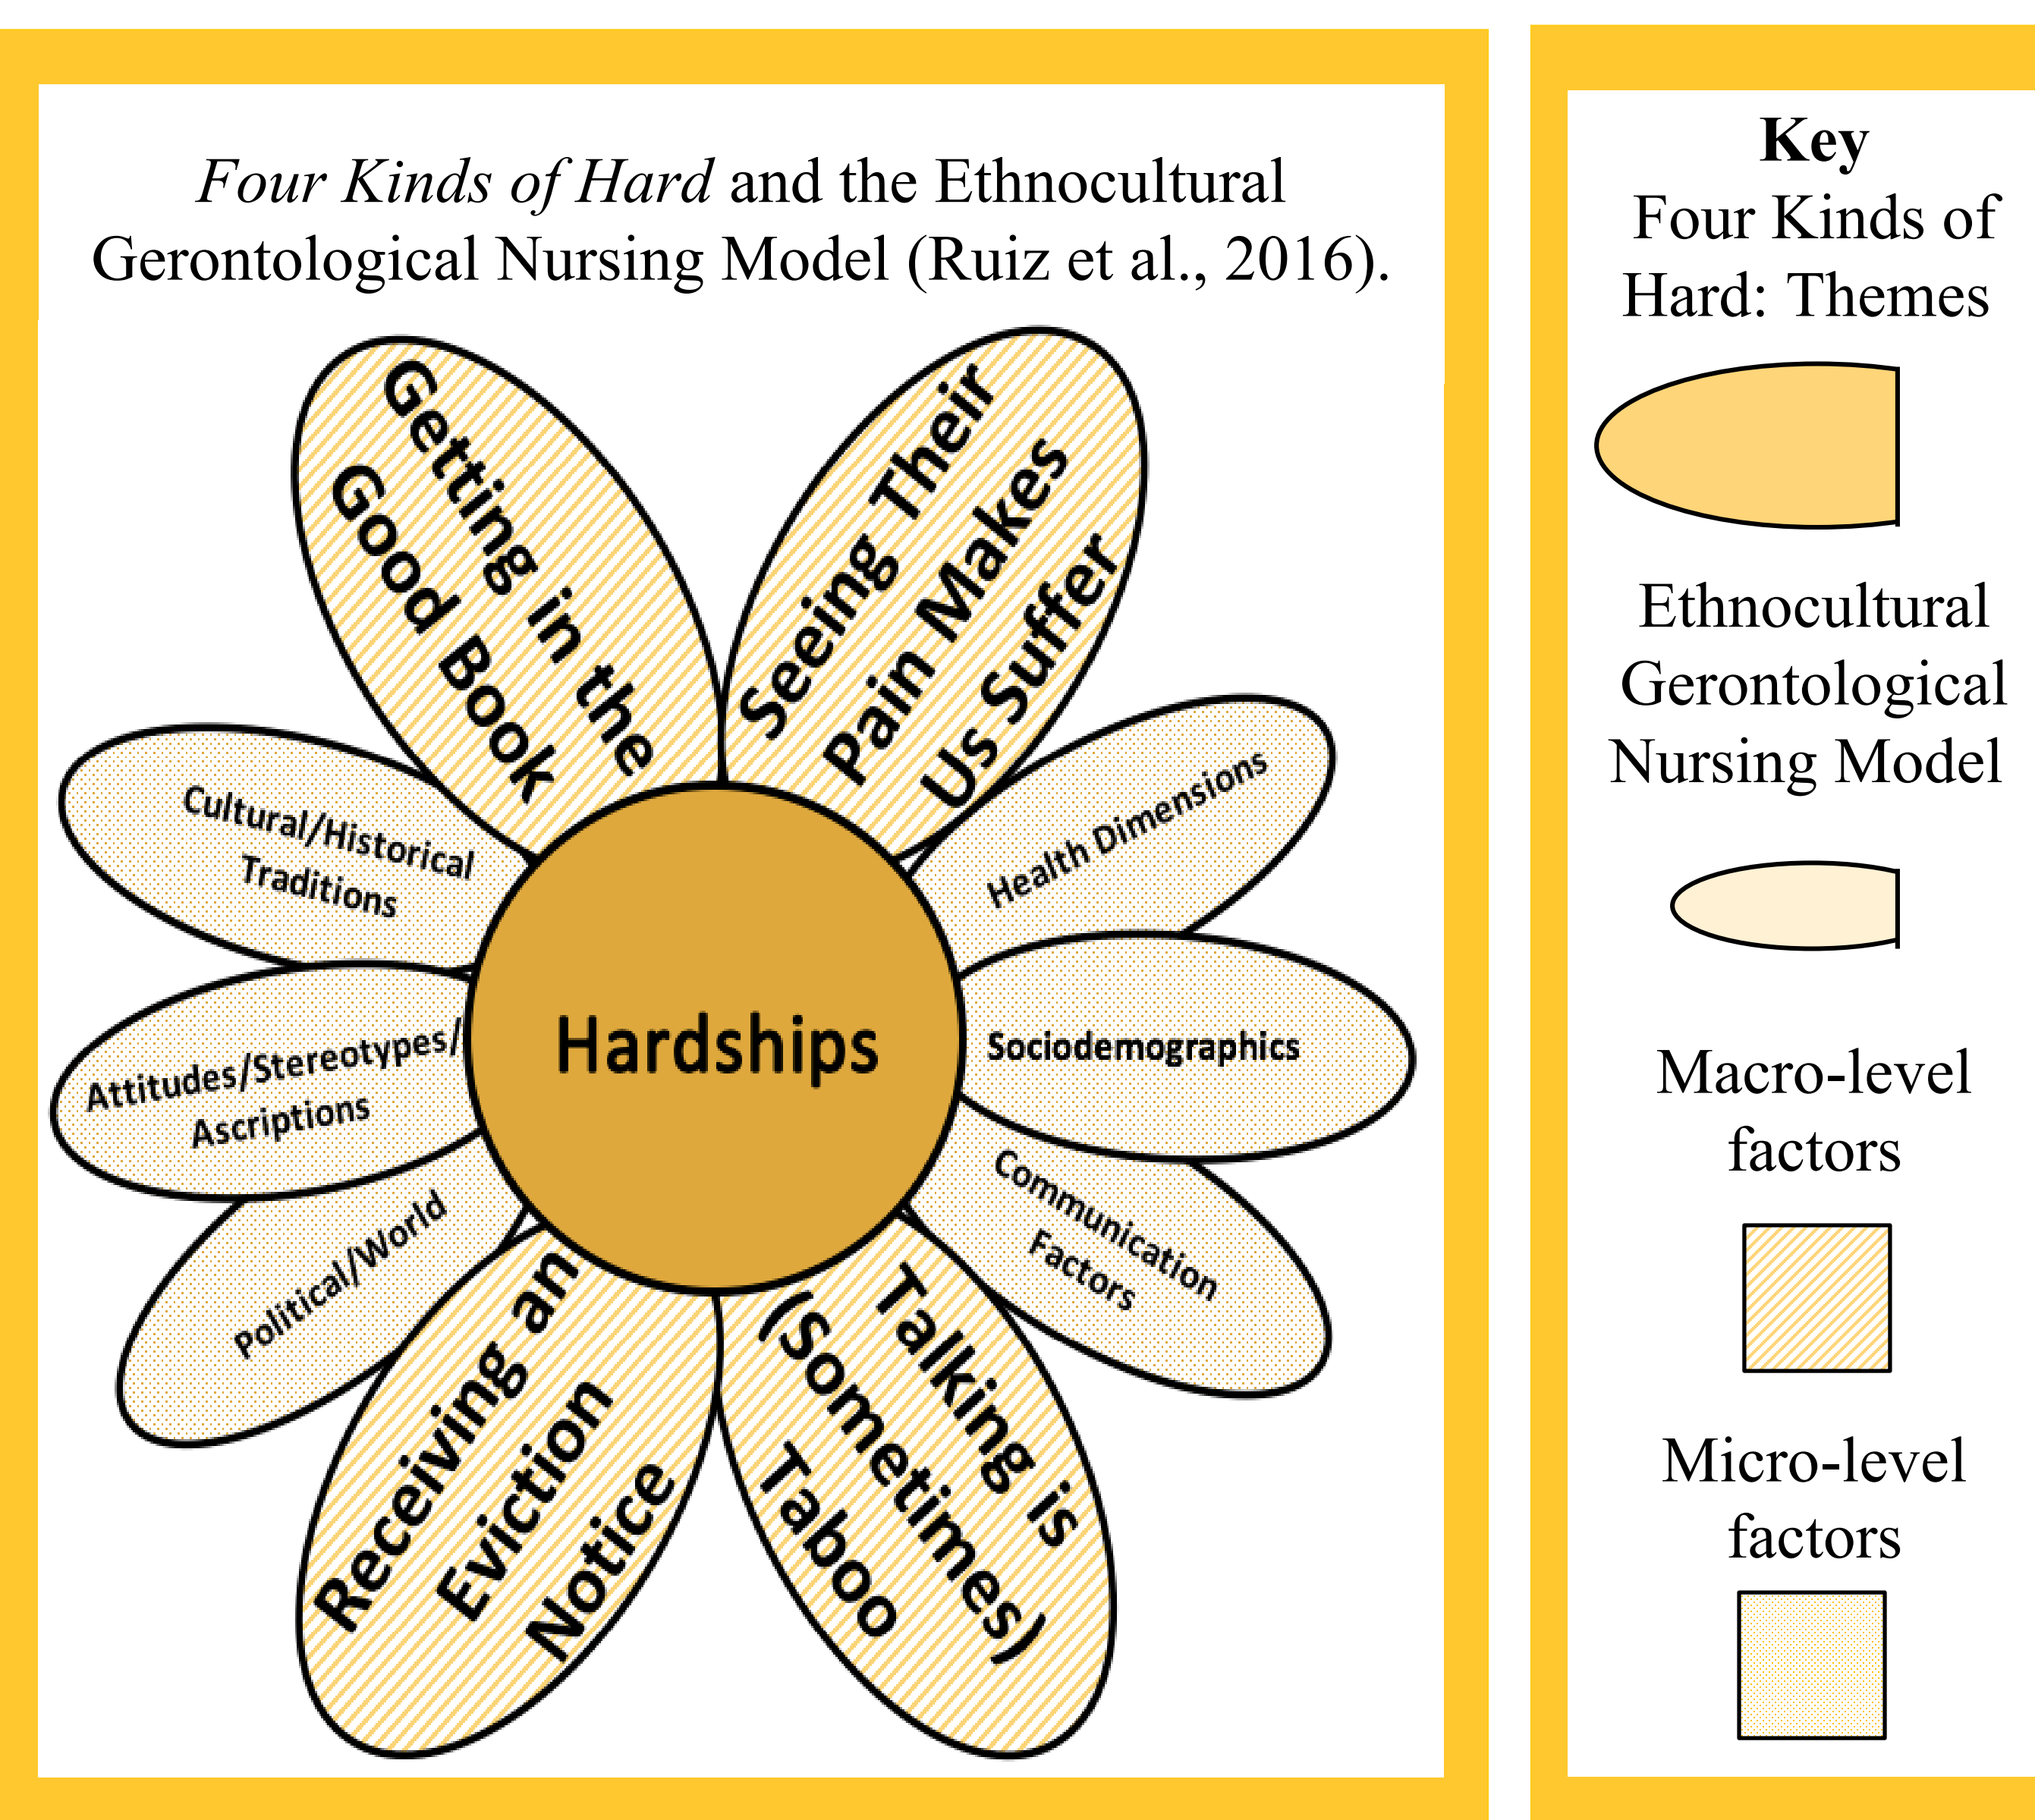 Four Kinds of Hard and the Ethnocultural
Gerontological Nursing Model (Ruiz et al., 2016).
Getting in the
Good Book
Seeing Their
Pain Makes
Us Suffer
Cultural/Historical
Traditions
Health Dimensions
Attitudes/Stereotypes/
Ascriptions
Hardships
Sociodemographics
Political/World
Communication
Factors
Receiving an
Eviction
Notice
Talking is
(Sometimes)
Taboo
Key
Four Kinds of
Hard: Themes
Ethnocultural
Gerontological
Nursing Model
Macro-level
factors
Micro-level
factors